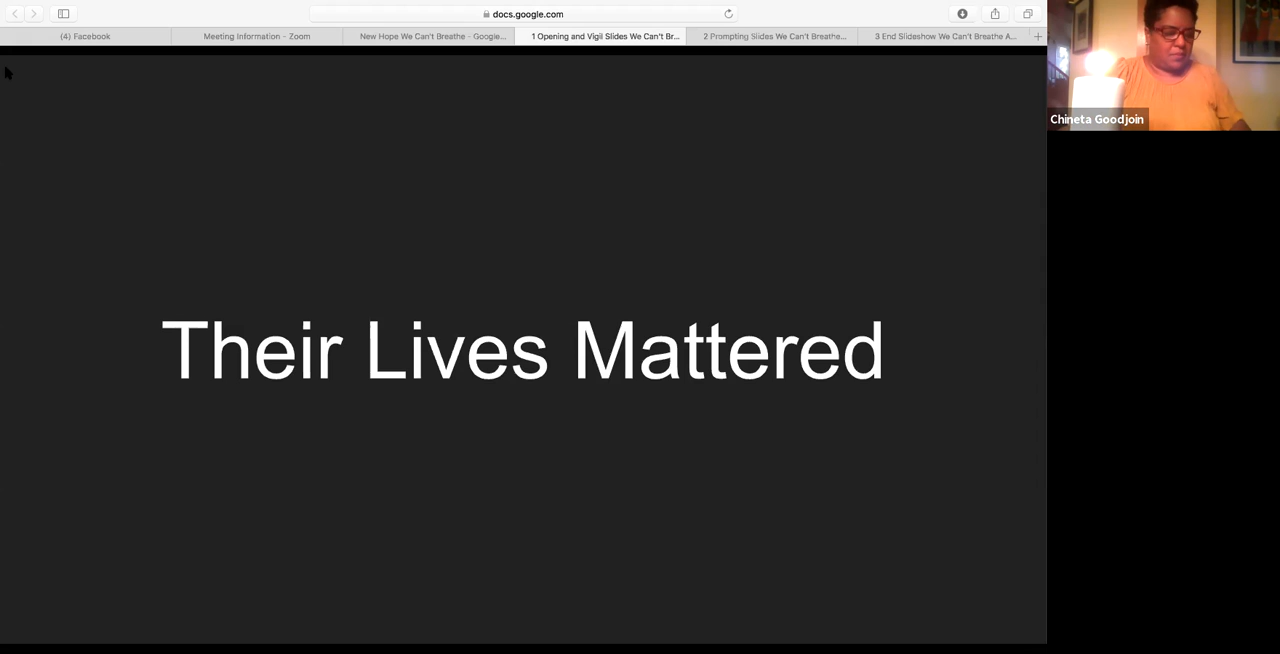 docs.google.com
(4) Facebook
Meeting Information - Zoom
New Hope We Can't Breathe - Google...
1 Opening and Vigil Slides We Can't Br...
2 Prompting Slides We Can't Breathe...
3 End Slideshow We Can't Breathe A...
Chineta Goodjoin
Their Lives Mattered